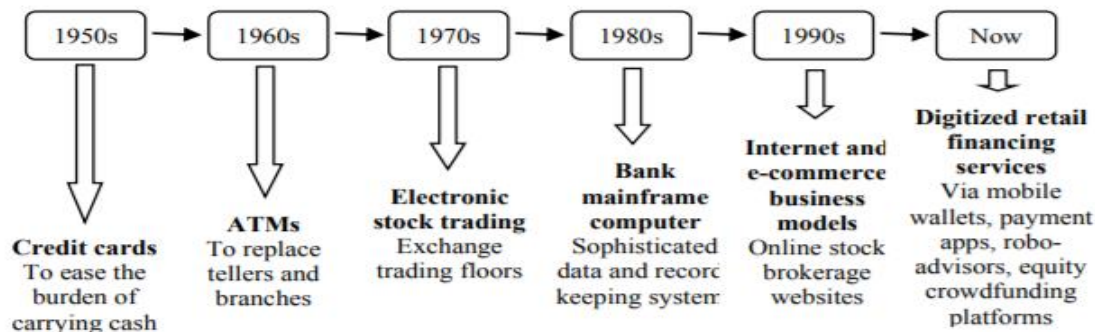 1950s
1960s
1970s
1980s
1990s
Now
Credit cards
To ease the
burden of
carrying cash
ATMs
To replace
tellers and
branches
Electronic
stock trading
Exchange
trading floors
Bank
mainframe
computer
Sophisticated
data and record
keeping system
Internet and
e-commerce
business
models
Online stock
brokerage
websites
Digitized retail
financing
services
Via mobile
wallets, payment
apps, robo-
advisors, equity
crowdfunding
platforms